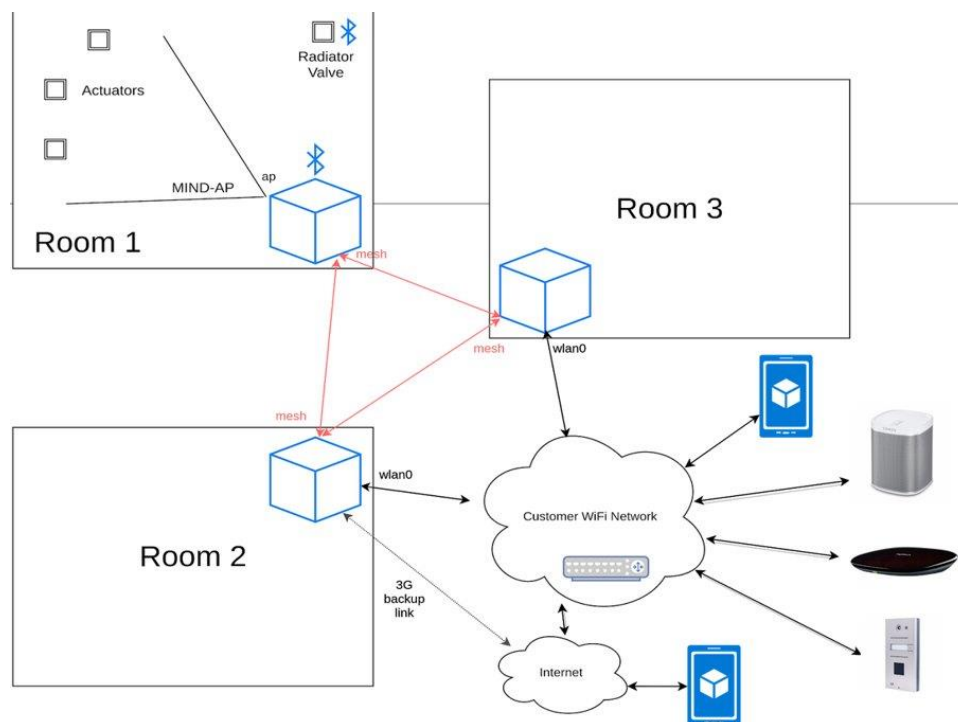 Radiator
Valve
Actuators
ap
MIND-AP
Room 1
Room 3
mesh
mesh
wlan0
mesh
wlan0
Customer WiFi Network
Room 2
3G
backup
link
Internet